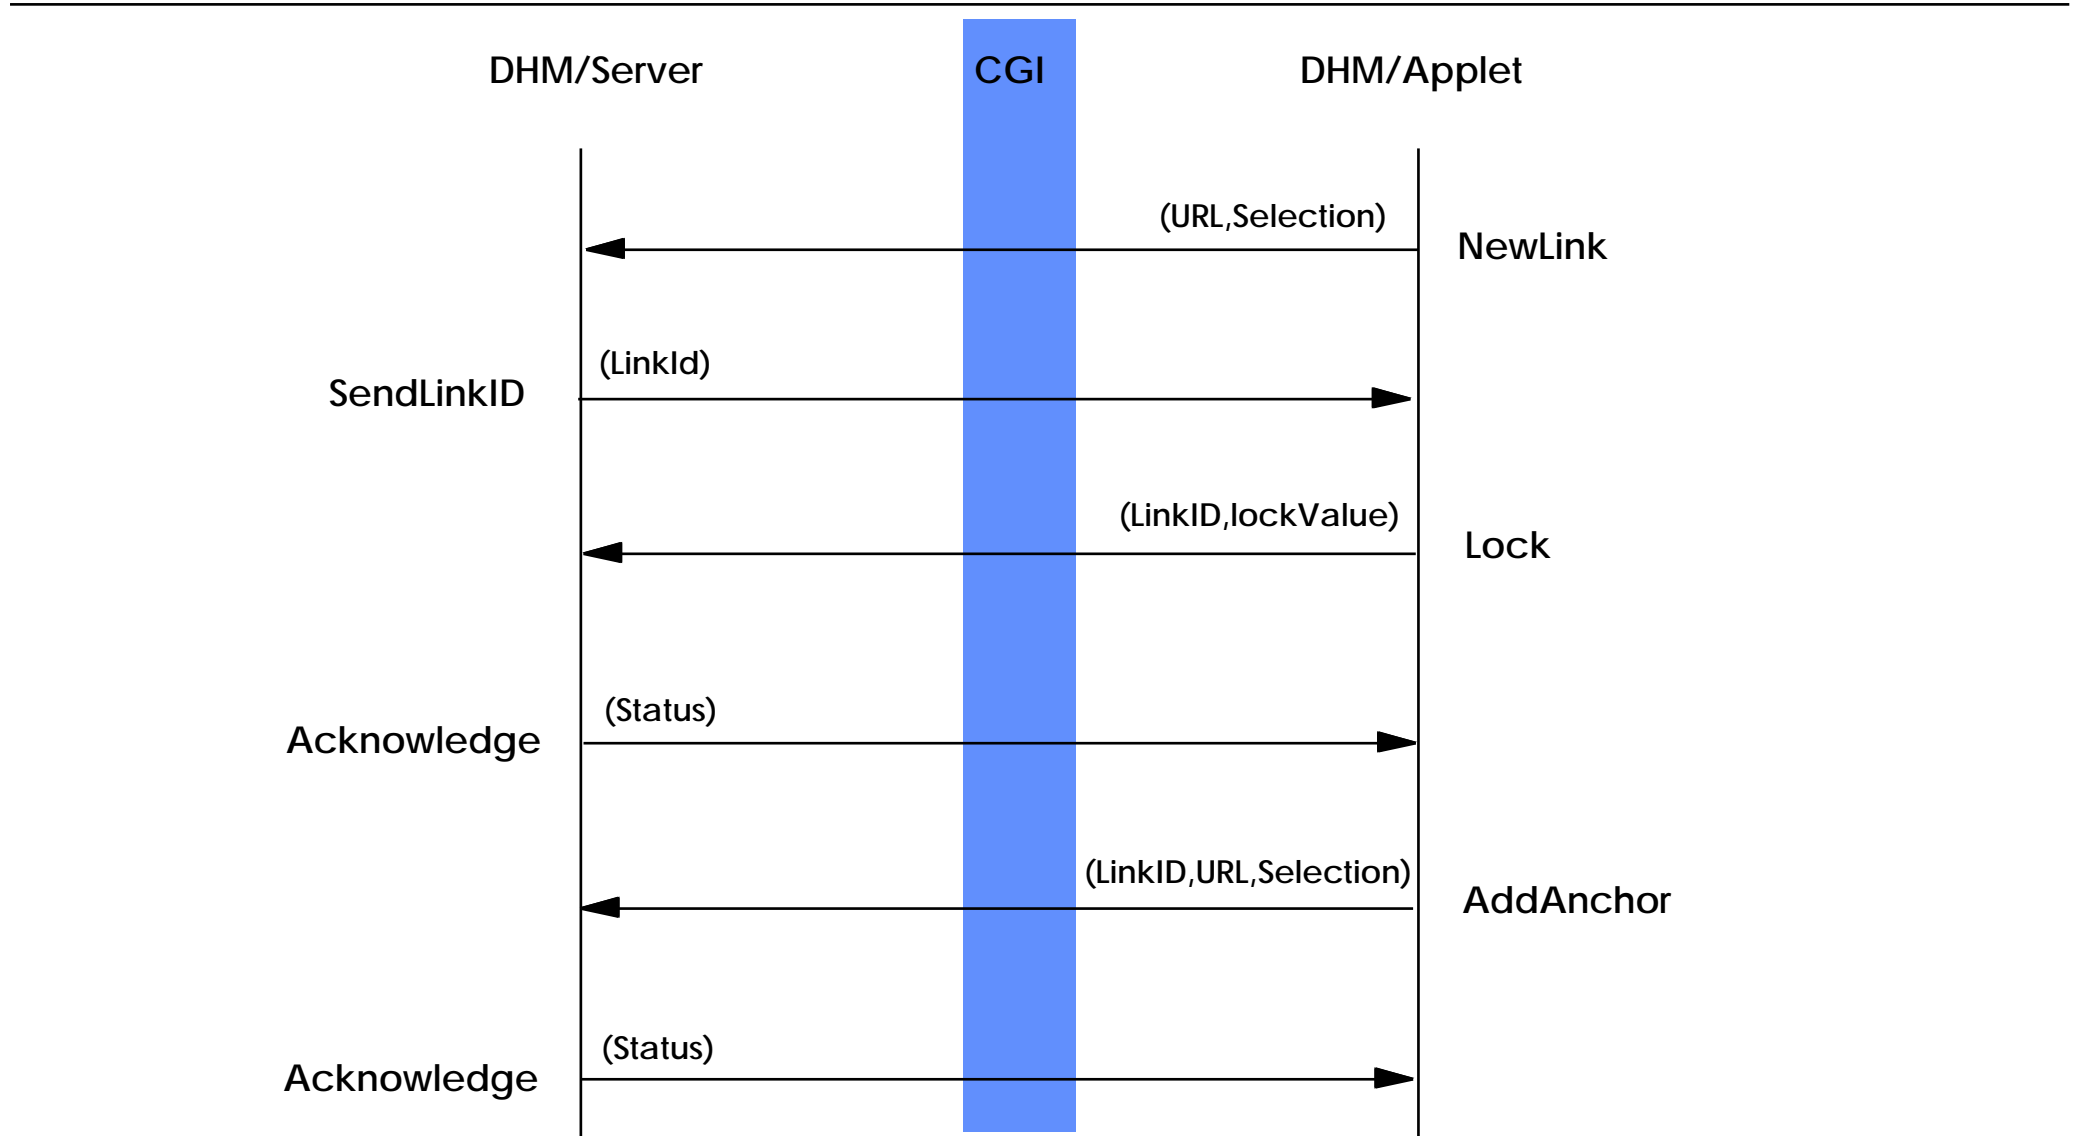 DHM/Server
CGI
DHM/Applet
(URL,Selection)
NewLink
(LinkId)
SendLinkID
(LinkID,lockValue)
Lock
(Status)
Acknowledge
(LinkID,URL,Selection)
AddAnchor
(Status)
Acknowledge